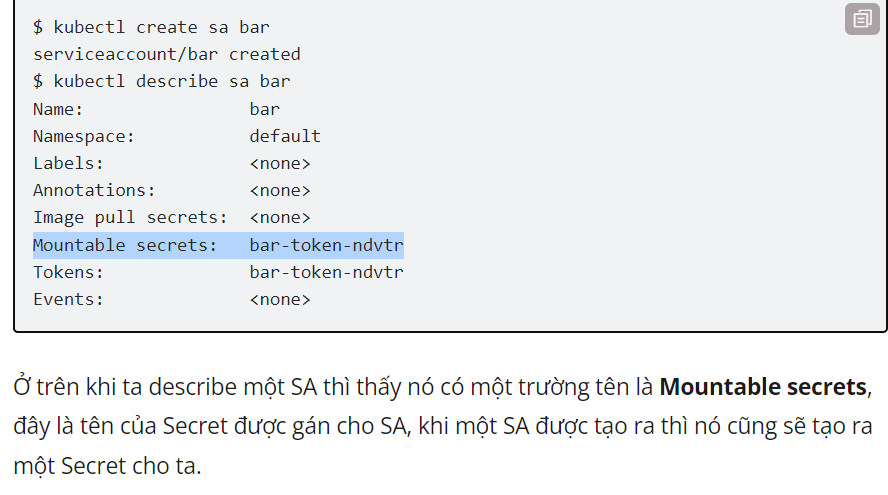 $ kubectl create sa bar
serviceaccount/bar created
$ kubectl describe sa bar
Name:                bar
Namespace:           default
Labels:              <none>
Annotations:         <none>
Image pull secrets:  <none>
Mountable secrets:   bar-token-ndvtr
Tokens:              bar-token-ndvtr
Events:              <none>
Ở trên khi ta describe một SA thì thấy nó có một trường tên là Mountable secrets,
đây là tên của Secret được gán cho SA, khi một SA được tạo ra thì nó cũng sẽ tạo ra
một Secret cho ta.